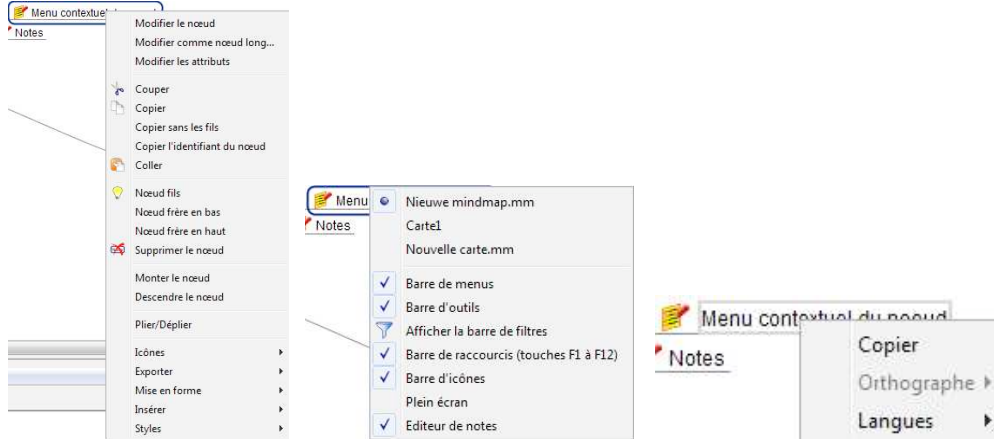 Menu contextuel
Notes
Modifier le nœud
Modifier comme nœud long...
Modifier les attributs
Couper
Copier
Copier sans les fils
Copier l'identifiant du nœud
Coller
Nœud fils
Nœud frère en bas
Nœud frère en haut
Supprimer le nœud
Monter le nœud
Descendre le nœud
Plier/Déplier
Icônes
Exporter
Mise en forme
Insérer
Styles
Menu
Notes
Nieuwe mindmap.mm
Carte1
Nouvelle carte.mm
Barre de menus
Barre d'outils
Afficher la barre de filtres
Barre de raccourcis (touches F1 à F12)
Barre d'icônes
Plein écran
Editeur de notes
Menu contextuel du noeud
Notes
Copier
Orthographe
Langues